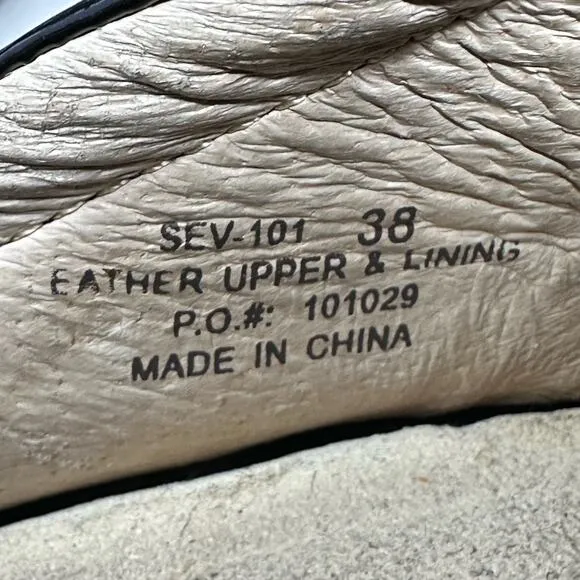 SEV-101 38
EATHER UPPER & LINING
P.O.#: 101029
MADE IN CHINA